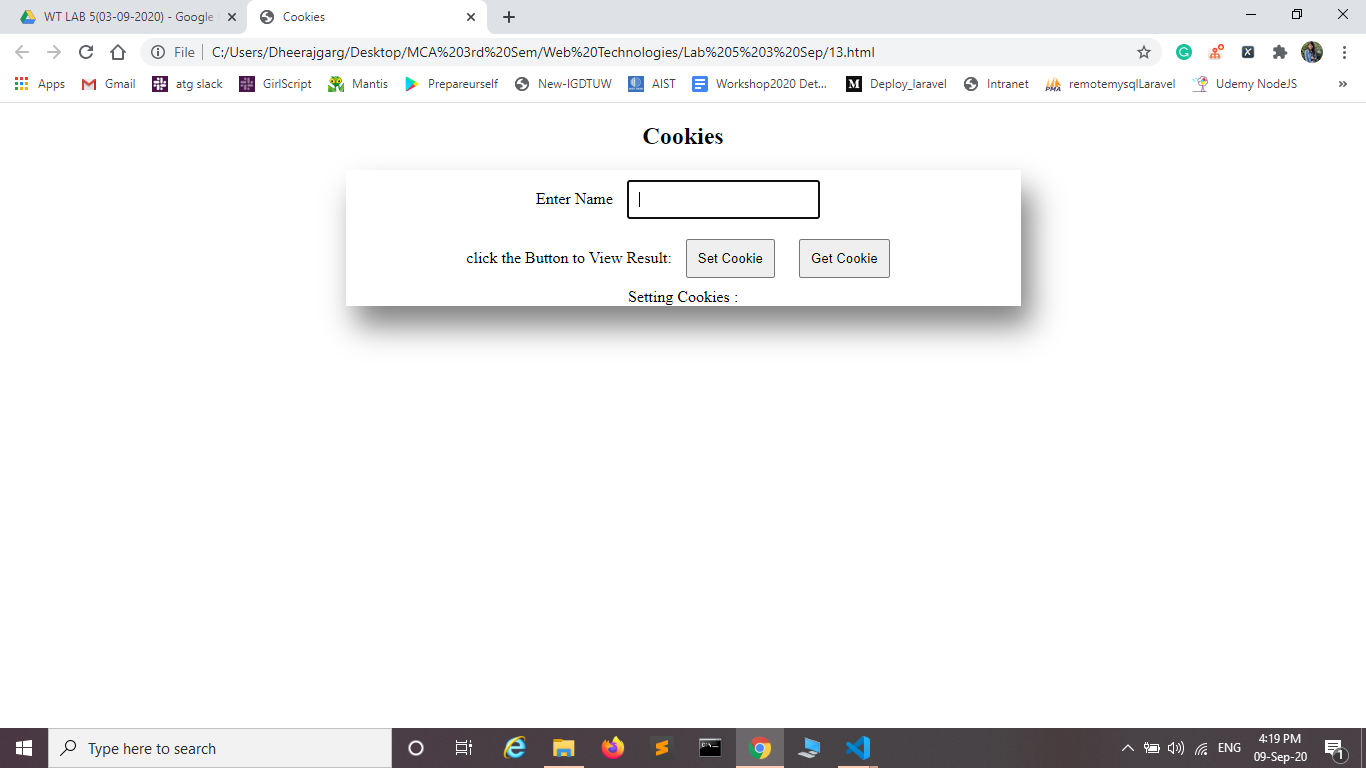 WT LAB 5(03-09-2020) - Google
Cookies
File
C:/Users/Dheerajgarg/Desktop/MCA%203rd%20Sem/Web%20Technologies/Lab%205%203%20Sep/13.html
Apps
Gmail
atg slack
GirlScript
Mantis
Prepareurself
New-IGDTUW
AIST
Workshop2020 Det...
Deploy_laravel
Intranet
remotemysqlLaravel
Udemy NodeJS
»
Cookies
Enter Name
click the Button to View Result:
Set Cookie
Get Cookie
Setting Cookies :
Type here to search
ENG
4:19 PM
09-Sep-20
1